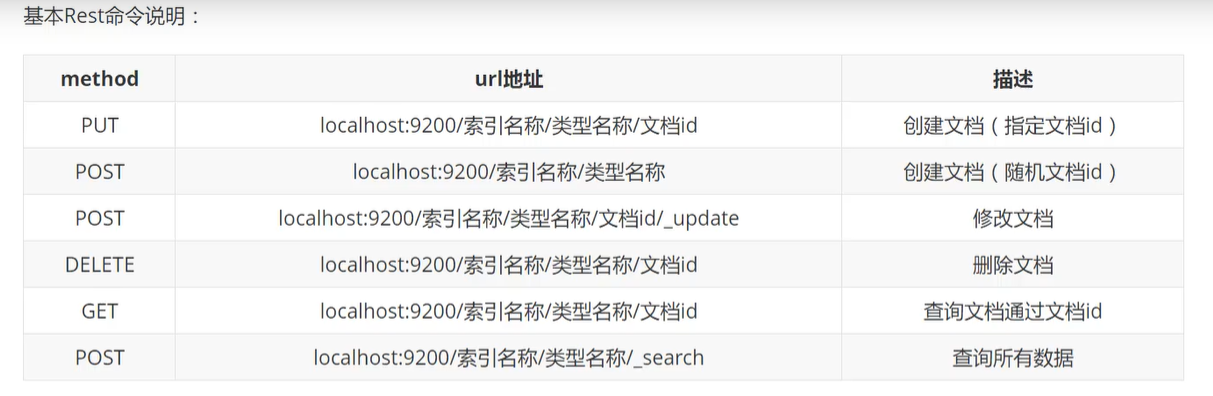 基本Rest命令说明：
method url地址 描述
PUT localhost:9200/索引名称/类型名称/文档id 创建文档（指定文档id）
POST localhost:9200/索引名称/类型名称 创建文档（随机文档id）
POST localhost:9200/索引名称/类型名称/文档id/_update 修改文档
DELETE localhost:9200/索引名称/类型名称/文档id 删除文档
GET localhost:9200/索引名称/类型名称/文档id 查询文档通过文档id
POST localhost:9200/索引名称/类型名称/_search 查询所有数据